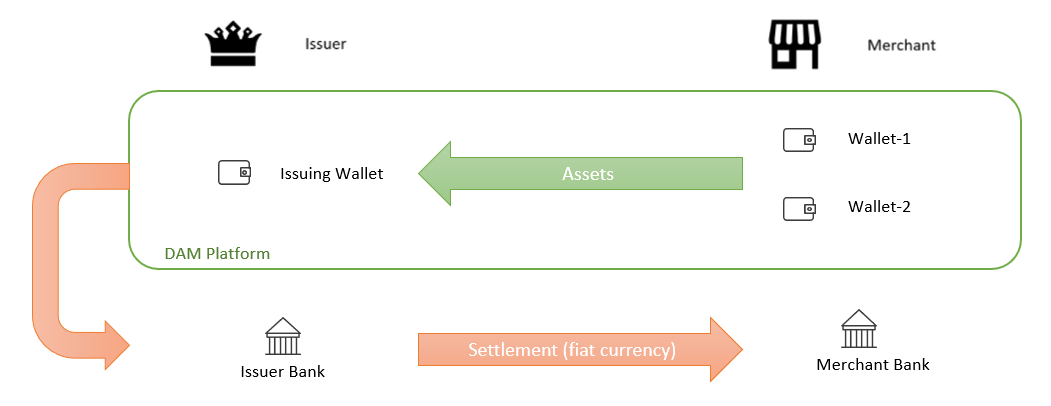 Issuer
Merchant
Wallet-1
Issuing Wallet
Assets
Wallet-2
DAM Platform
Settlement (fiat currency)
Issuer Bank
Merchant Bank